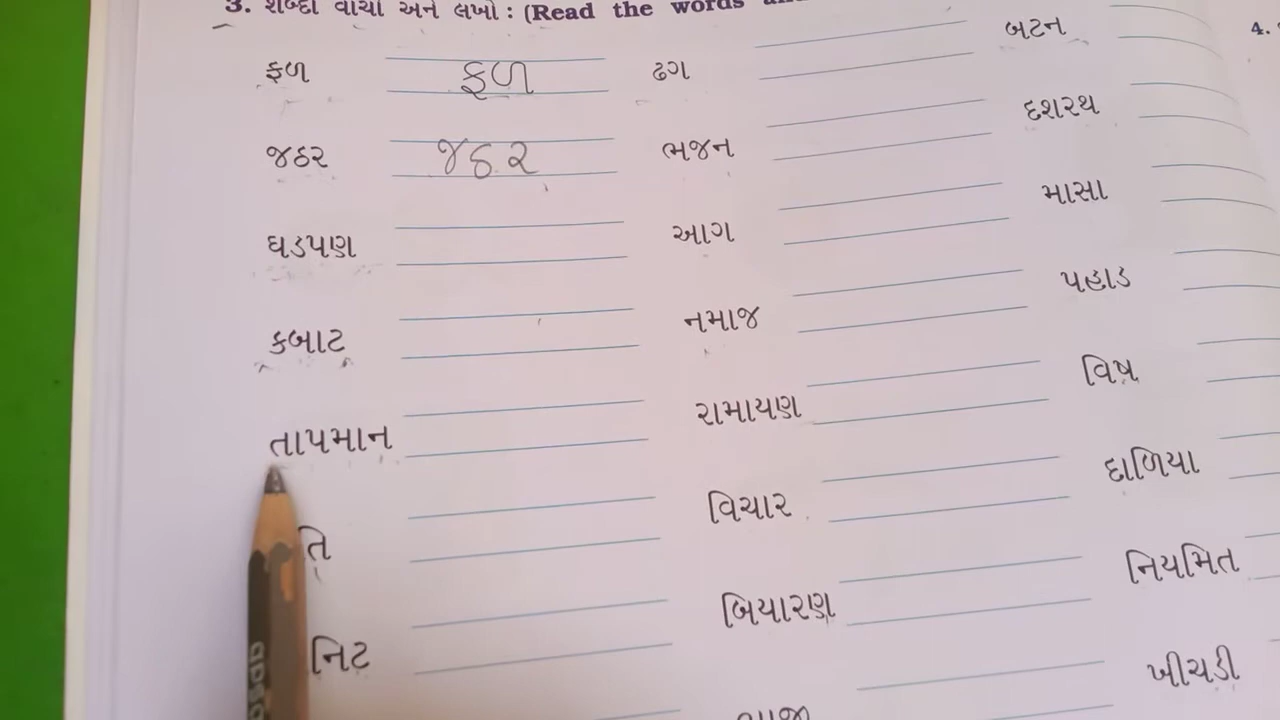 3. શબ્દો વાંચો અને લખો : (Read the words
ફળ ફળ ઢગ બટન 4.
જઠર જઠર ભજન દશરથ
ઘડપણ આગ માસા
કબાટ નમાજ પહાડ
તાપમાન રામાયણ વિષ
તિ વિચાર દાળિયા
નિટ બિયારણ નિયમિત
ખીચડી